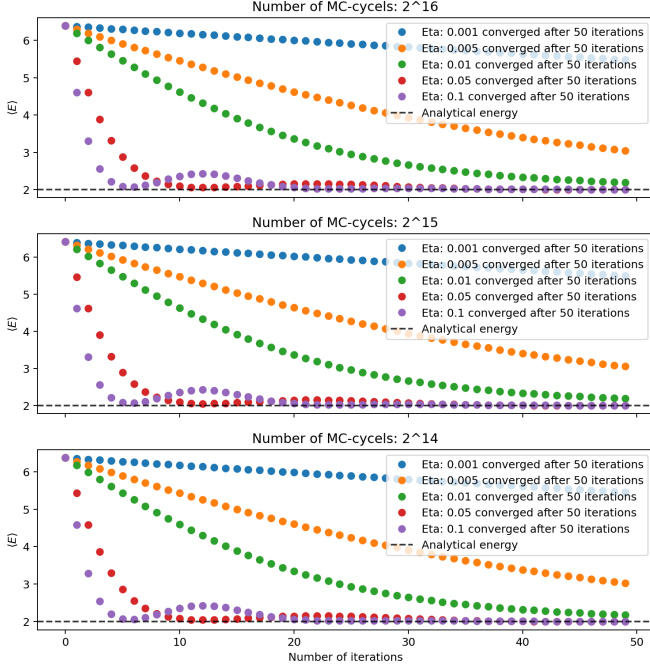 Number of MC-cycels: 2^16
Eta: 0.001 converged after 50 iterations
Eta: 0.005 converged after 50 iterations
Eta: 0.01 converged after 50 iterations
Eta: 0.05 converged after 50 iterations
Eta: 0.1 converged after 50 iterations
Analytical energy
⟨E⟩
6
5
4
3
2
Number of MC-cycels: 2^15
Eta: 0.001 converged after 50 iterations
Eta: 0.005 converged after 50 iterations
Eta: 0.01 converged after 50 iterations
Eta: 0.05 converged after 50 iterations
Eta: 0.1 converged after 50 iterations
Analytical energy
⟨E⟩
6
5
4
3
2
Number of MC-cycels: 2^14
Eta: 0.001 converged after 50 iterations
Eta: 0.005 converged after 50 iterations
Eta: 0.01 converged after 50 iterations
Eta: 0.05 converged after 50 iterations
Eta: 0.1 converged after 50 iterations
Analytical energy
⟨E⟩
6
5
4
3
2
0 10 20 30 40 50
Number of iterations